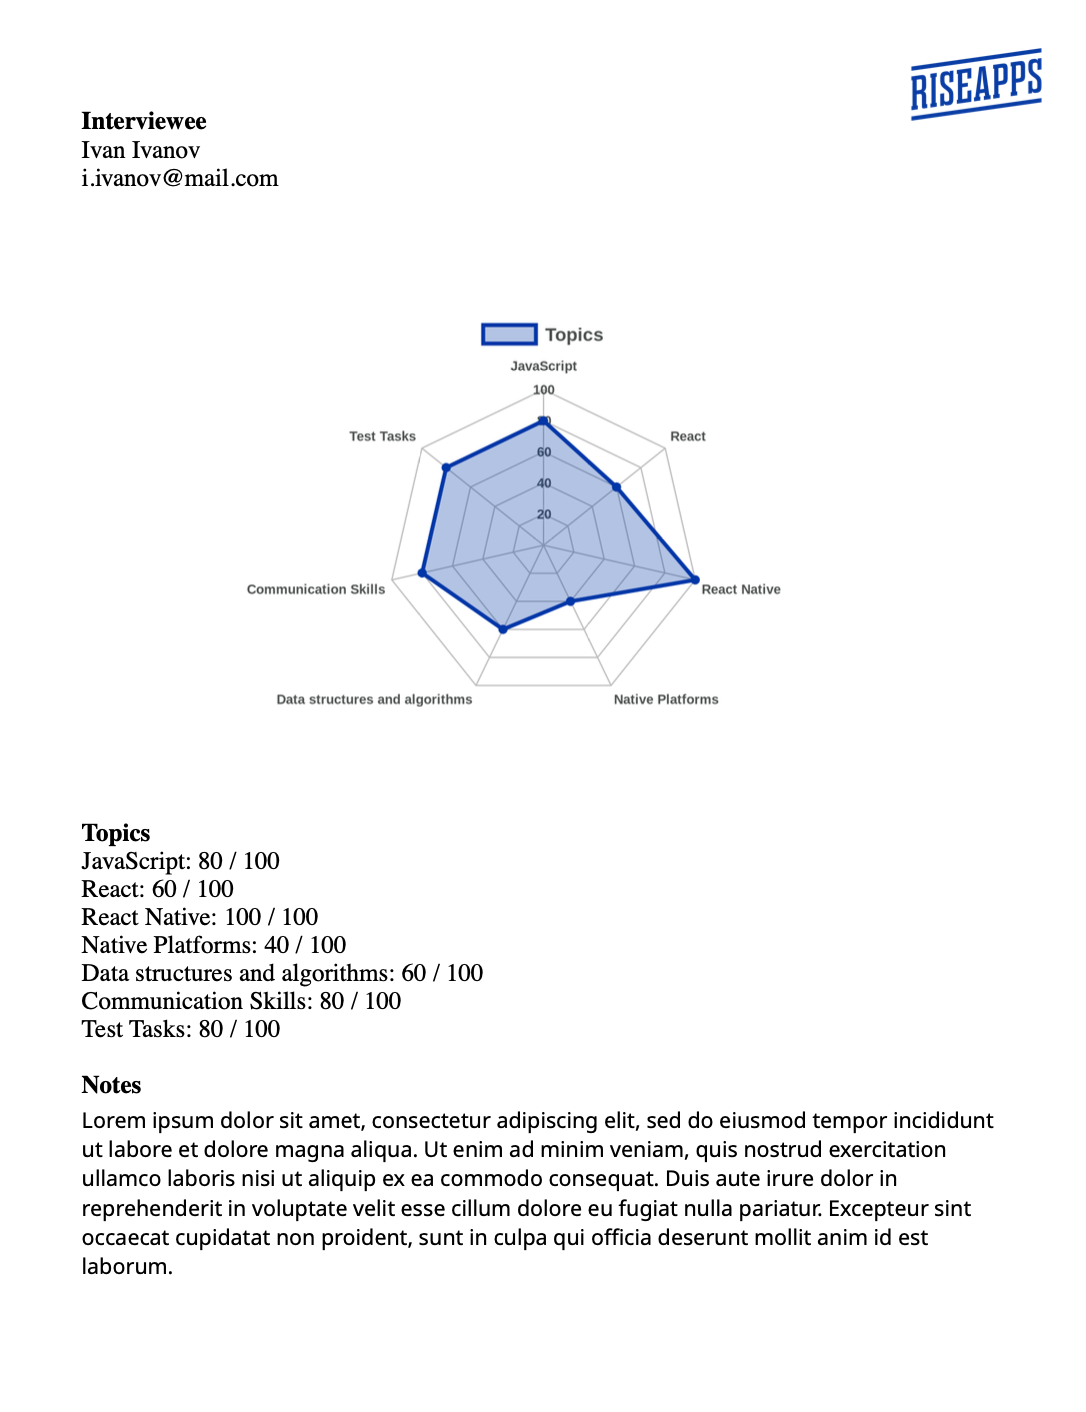 RISEAPPS
Interviewee
Ivan Ivanov
i.ivanov@mail.com
Topics
JavaScript
100
Test Tasks
React
60
40
20
Communication Skills
React Native
Data structures and algorithms
Native Platforms
Topics
JavaScript: 80 / 100
React: 60 / 100
React Native: 100 / 100
Native Platforms: 40 / 100
Data structures and algorithms: 60 / 100
Communication Skills: 80 / 100
Test Tasks: 80 / 100
Notes
Lorem ipsum dolor sit amet, consectetur adipiscing elit, sed do eiusmod tempor incididunt
ut labore et dolore magna aliqua. Ut enim ad minim veniam, quis nostrud exercitation
ullamco laboris nisi ut aliquip ex ea commodo consequat. Duis aute irure dolor in
reprehenderit in voluptate velit esse cillum dolore eu fugiat nulla pariatur. Excepteur sint
occaecat cupidatat non proident, sunt in culpa qui officia deserunt mollit anim id est
laborum.